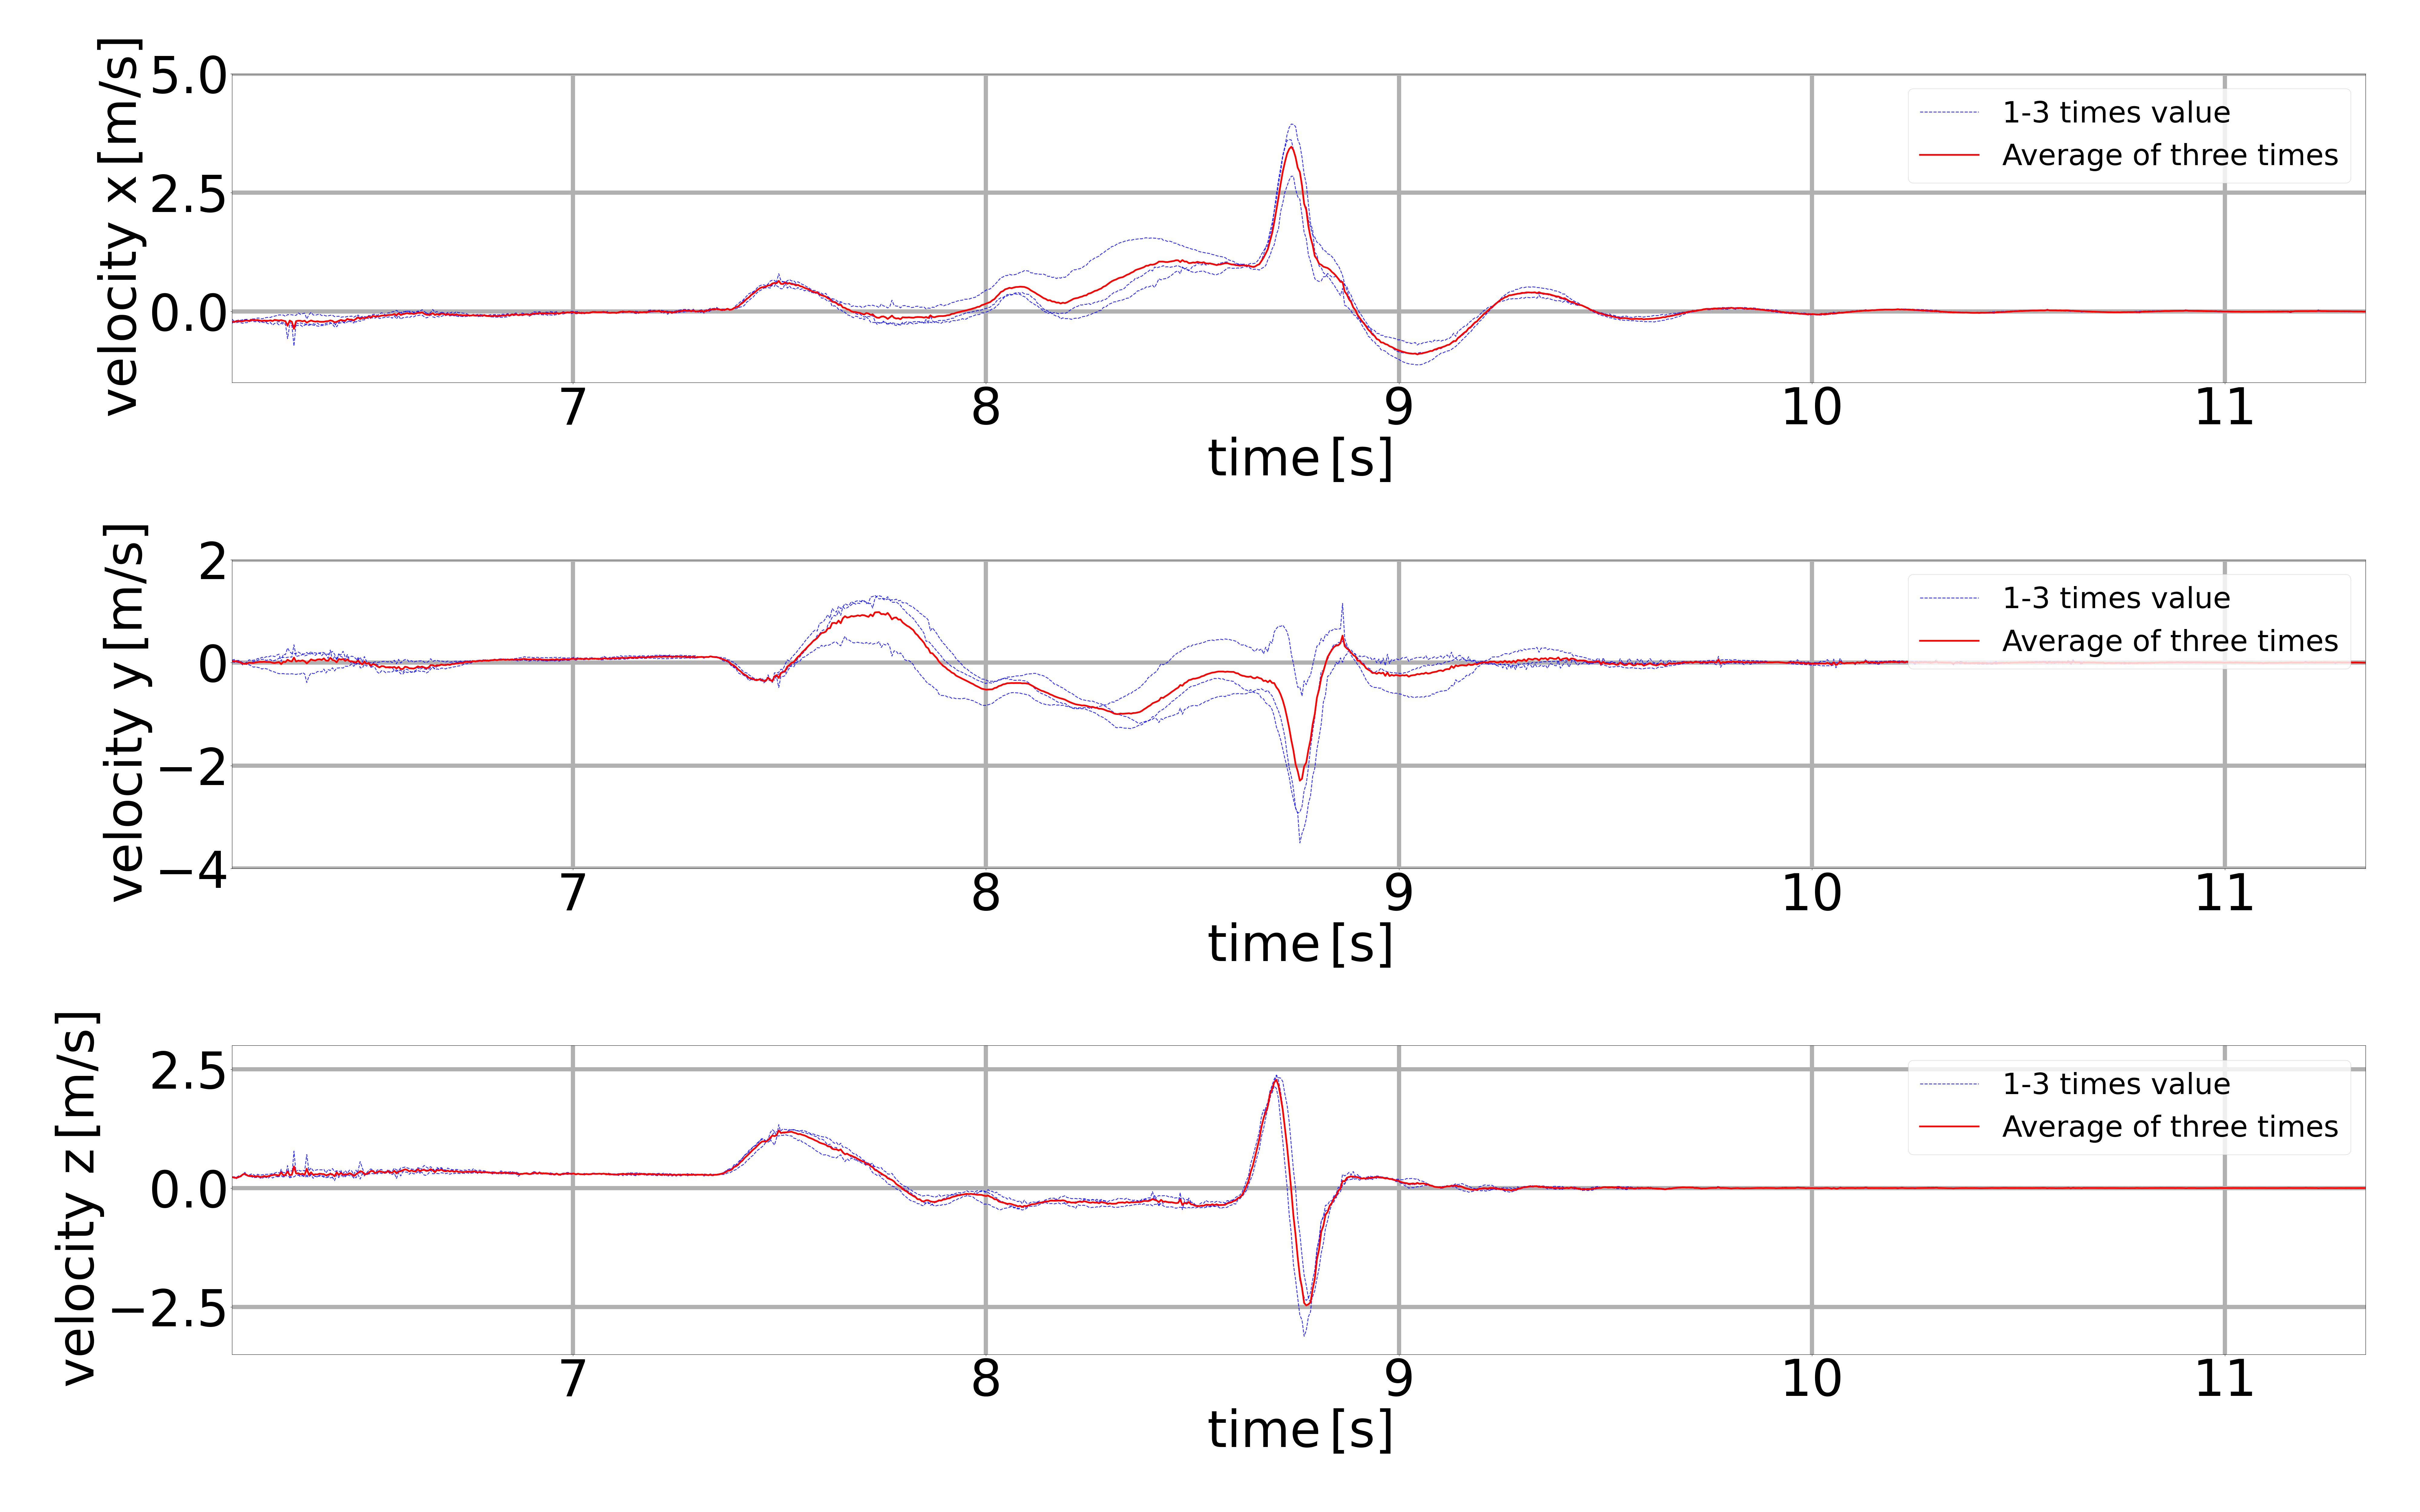 velocity x [m/s]
5.0
2.5
0.0
1-3 times value
Average of three times
7 8 9 10 11
time [s]
velocity y [m/s]
2
0
−2
−4
1-3 times value
Average of three times
7 8 9 10 11
time [s]
velocity z [m/s]
2.5
0.0
−2.5
1-3 times value
Average of three times
7 8 9 10 11
time [s]